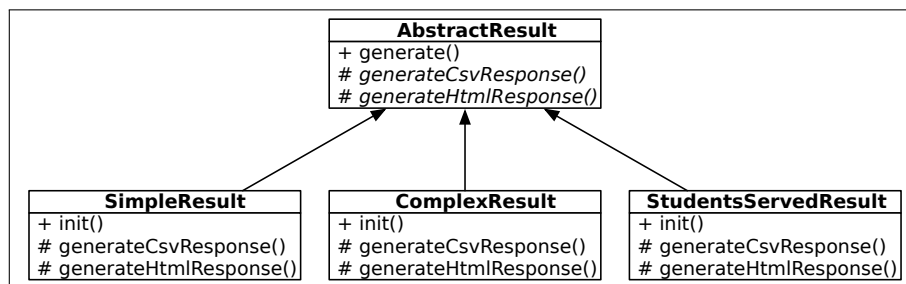 AbstractResult
+ generate()
# generateCsvResponse()
# generateHtmlResponse()
SimpleResult
+ init()
# generateCsvResponse()
# generateHtmlResponse()
ComplexResult
+ init()
# generateCsvResponse()
# generateHtmlResponse()
StudentsServedResult
+ init()
# generateCsvResponse()
# generateHtmlResponse()